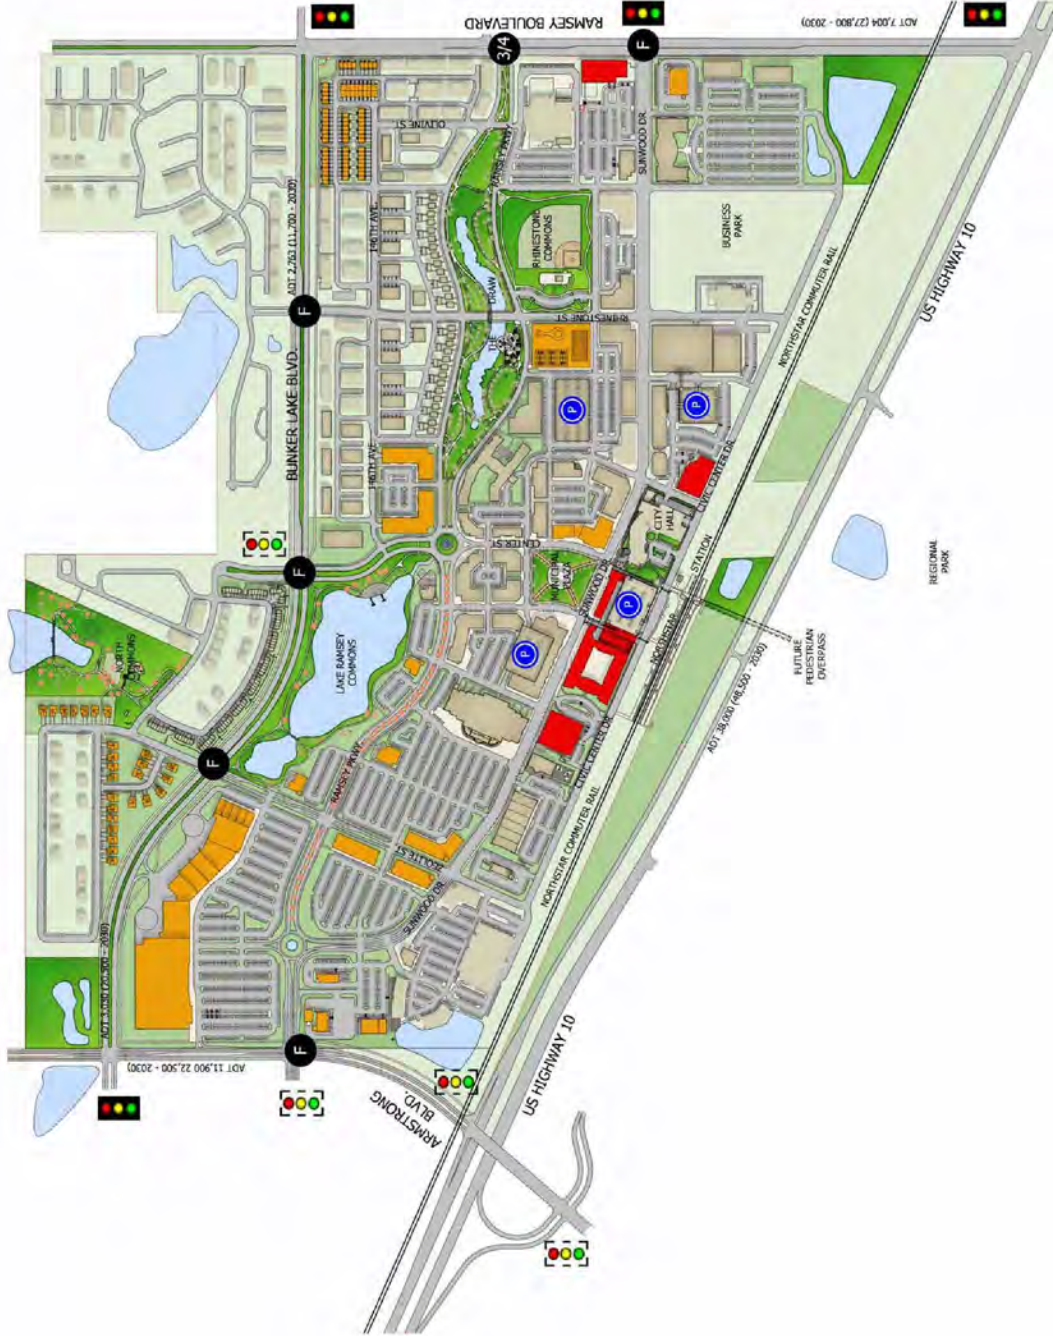 RAMSEY BOULEVARD
ADT 7,004 (27,800 - 2030)
3/4
F
OLIVINE ST
RAMSEY PKWY
SUNWOOD DR
146TH AVE
ADT 2,763 (11,700 - 2030)
F
BUNKER LAKE BLVD.
THE
DRAW
RHINESTONE
COMMONS
RHINESTONE ST
BUSINESS
PARK
NORTHSTAR COMMUTER RAIL
US HIGHWAY 10
P
P
146TH AVE
CENTER ST
CIVIC CENTER DR
CITY
HALL
F
MUNICIPAL
PLAZA
SUNWOOD DR
P
P
NORTHSTAR
STATION
REGIONAL
PARK
FUTURE
PEDESTRIAN
OVERPASS
NORTH
COMMONS
LAKE RAMSEY
COMMONS
F
RAMSEY PKWY
CIVIC CENTER DR
ADT 38,000 (48,500 - 2030)
ZEOLITE ST
SUNWOOD DR
NORTHSTAR COMMUTER RAIL
F
ADT 11,900 22,500 - 2030)
ARMSTRONG
BLVD.
US HIGHWAY 10